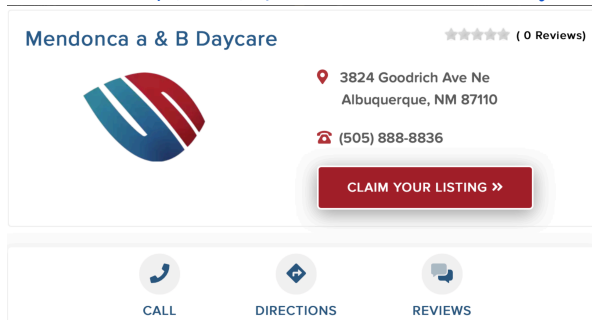 Mendonca a & B Daycare
( 0 Reviews)
3824 Goodrich Ave Ne
Albuquerque, NM 87110
(505) 888-8836
CLAIM YOUR LISTING »
CALL
DIRECTIONS
REVIEWS